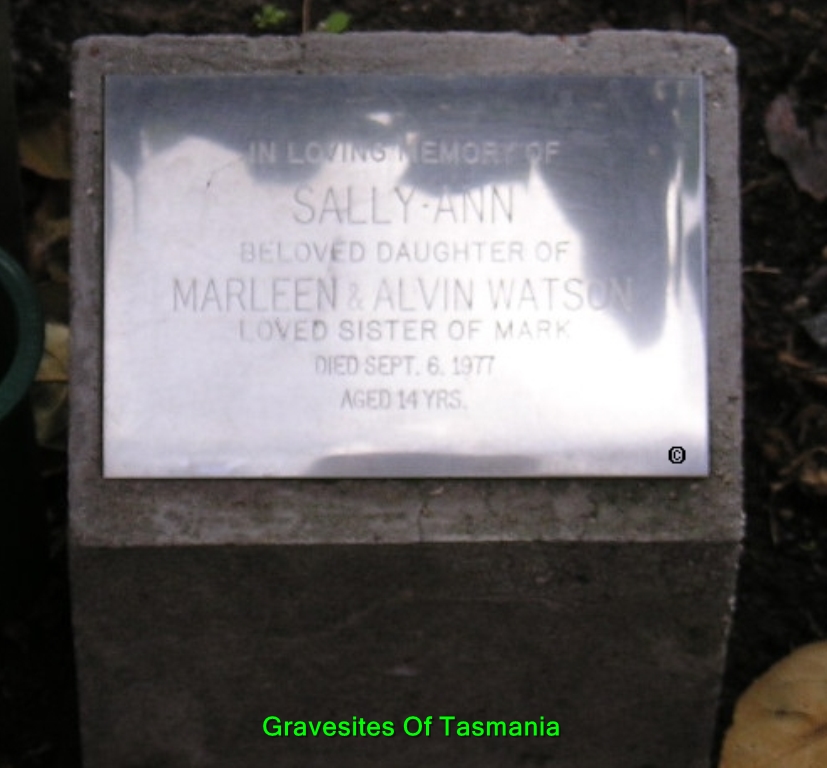 IN LOVING MEMORY OF
SALLY-ANN
BELOVED DAUGHTER OF
MARLEEN & ALVIN WATSON
LOVED SISTER OF MARK
DIED SEPT. 6, 1977
AGED 14 YRS.
©
Gravesites Of Tasmania